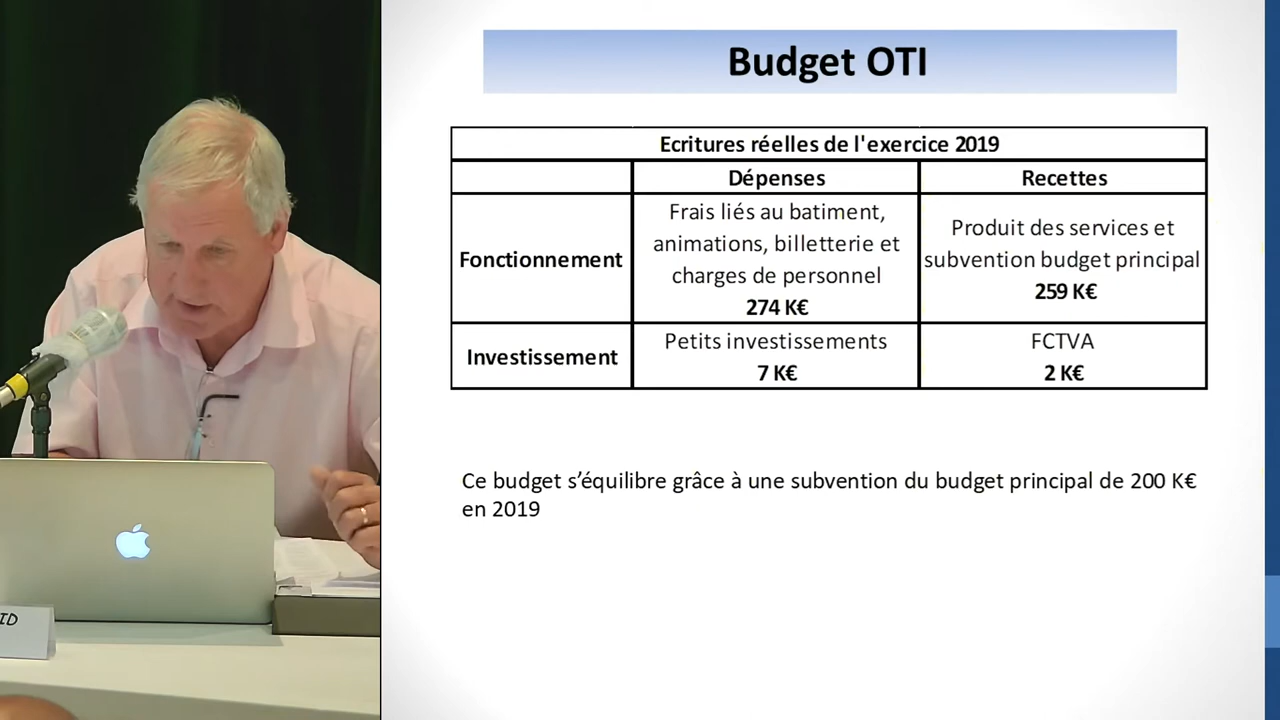 Budget OTI
Ecritures réelles de l'exercice 2019
Dépenses
Recettes
Fonctionnement
Frais liés au batiment,
animations, billetterie et
charges de personnel
274 K€
Produit des services et
subvention budget principal
259 K€
Investissement
Petits investissements
7 K€
FCTVA
2 K€
Ce budget s’équilibre grâce à une subvention du budget principal de 200 K€
en 2019
ID